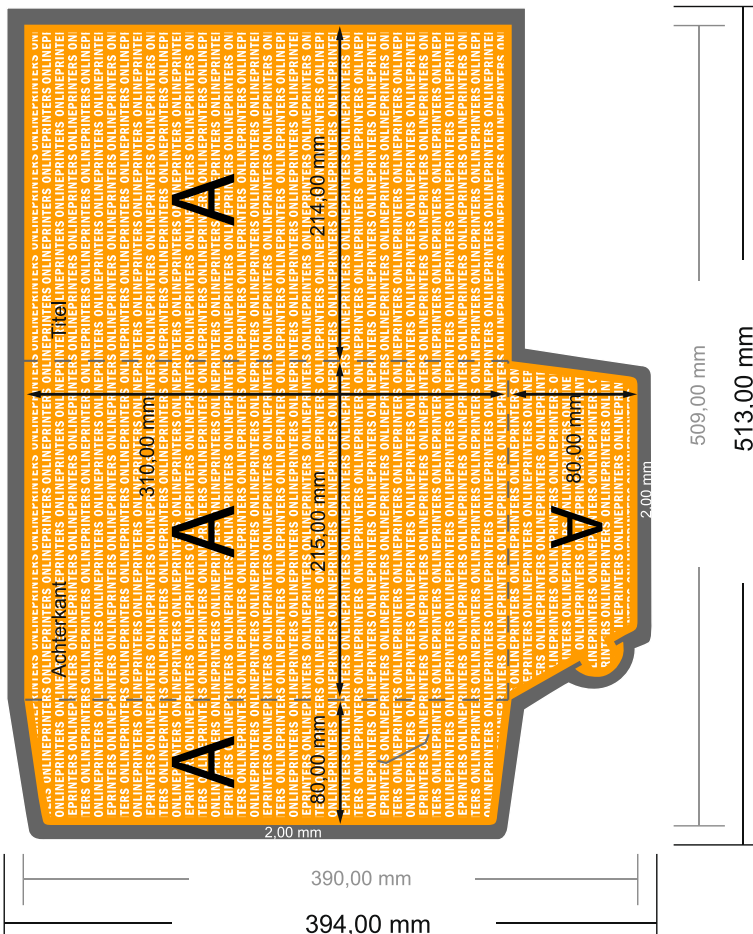 ONLINEPRINTERS ONLINEPRINTERS ONLINEPRINTERS
A
214,00 mm
Titel
310,00 mm
80,00 mm
509,00 mm
513,00 mm
A
215,00 mm
A
2,00 mm
Achterkant
A
80,00 mm
2,00 mm
390,00 mm
394,00 mm